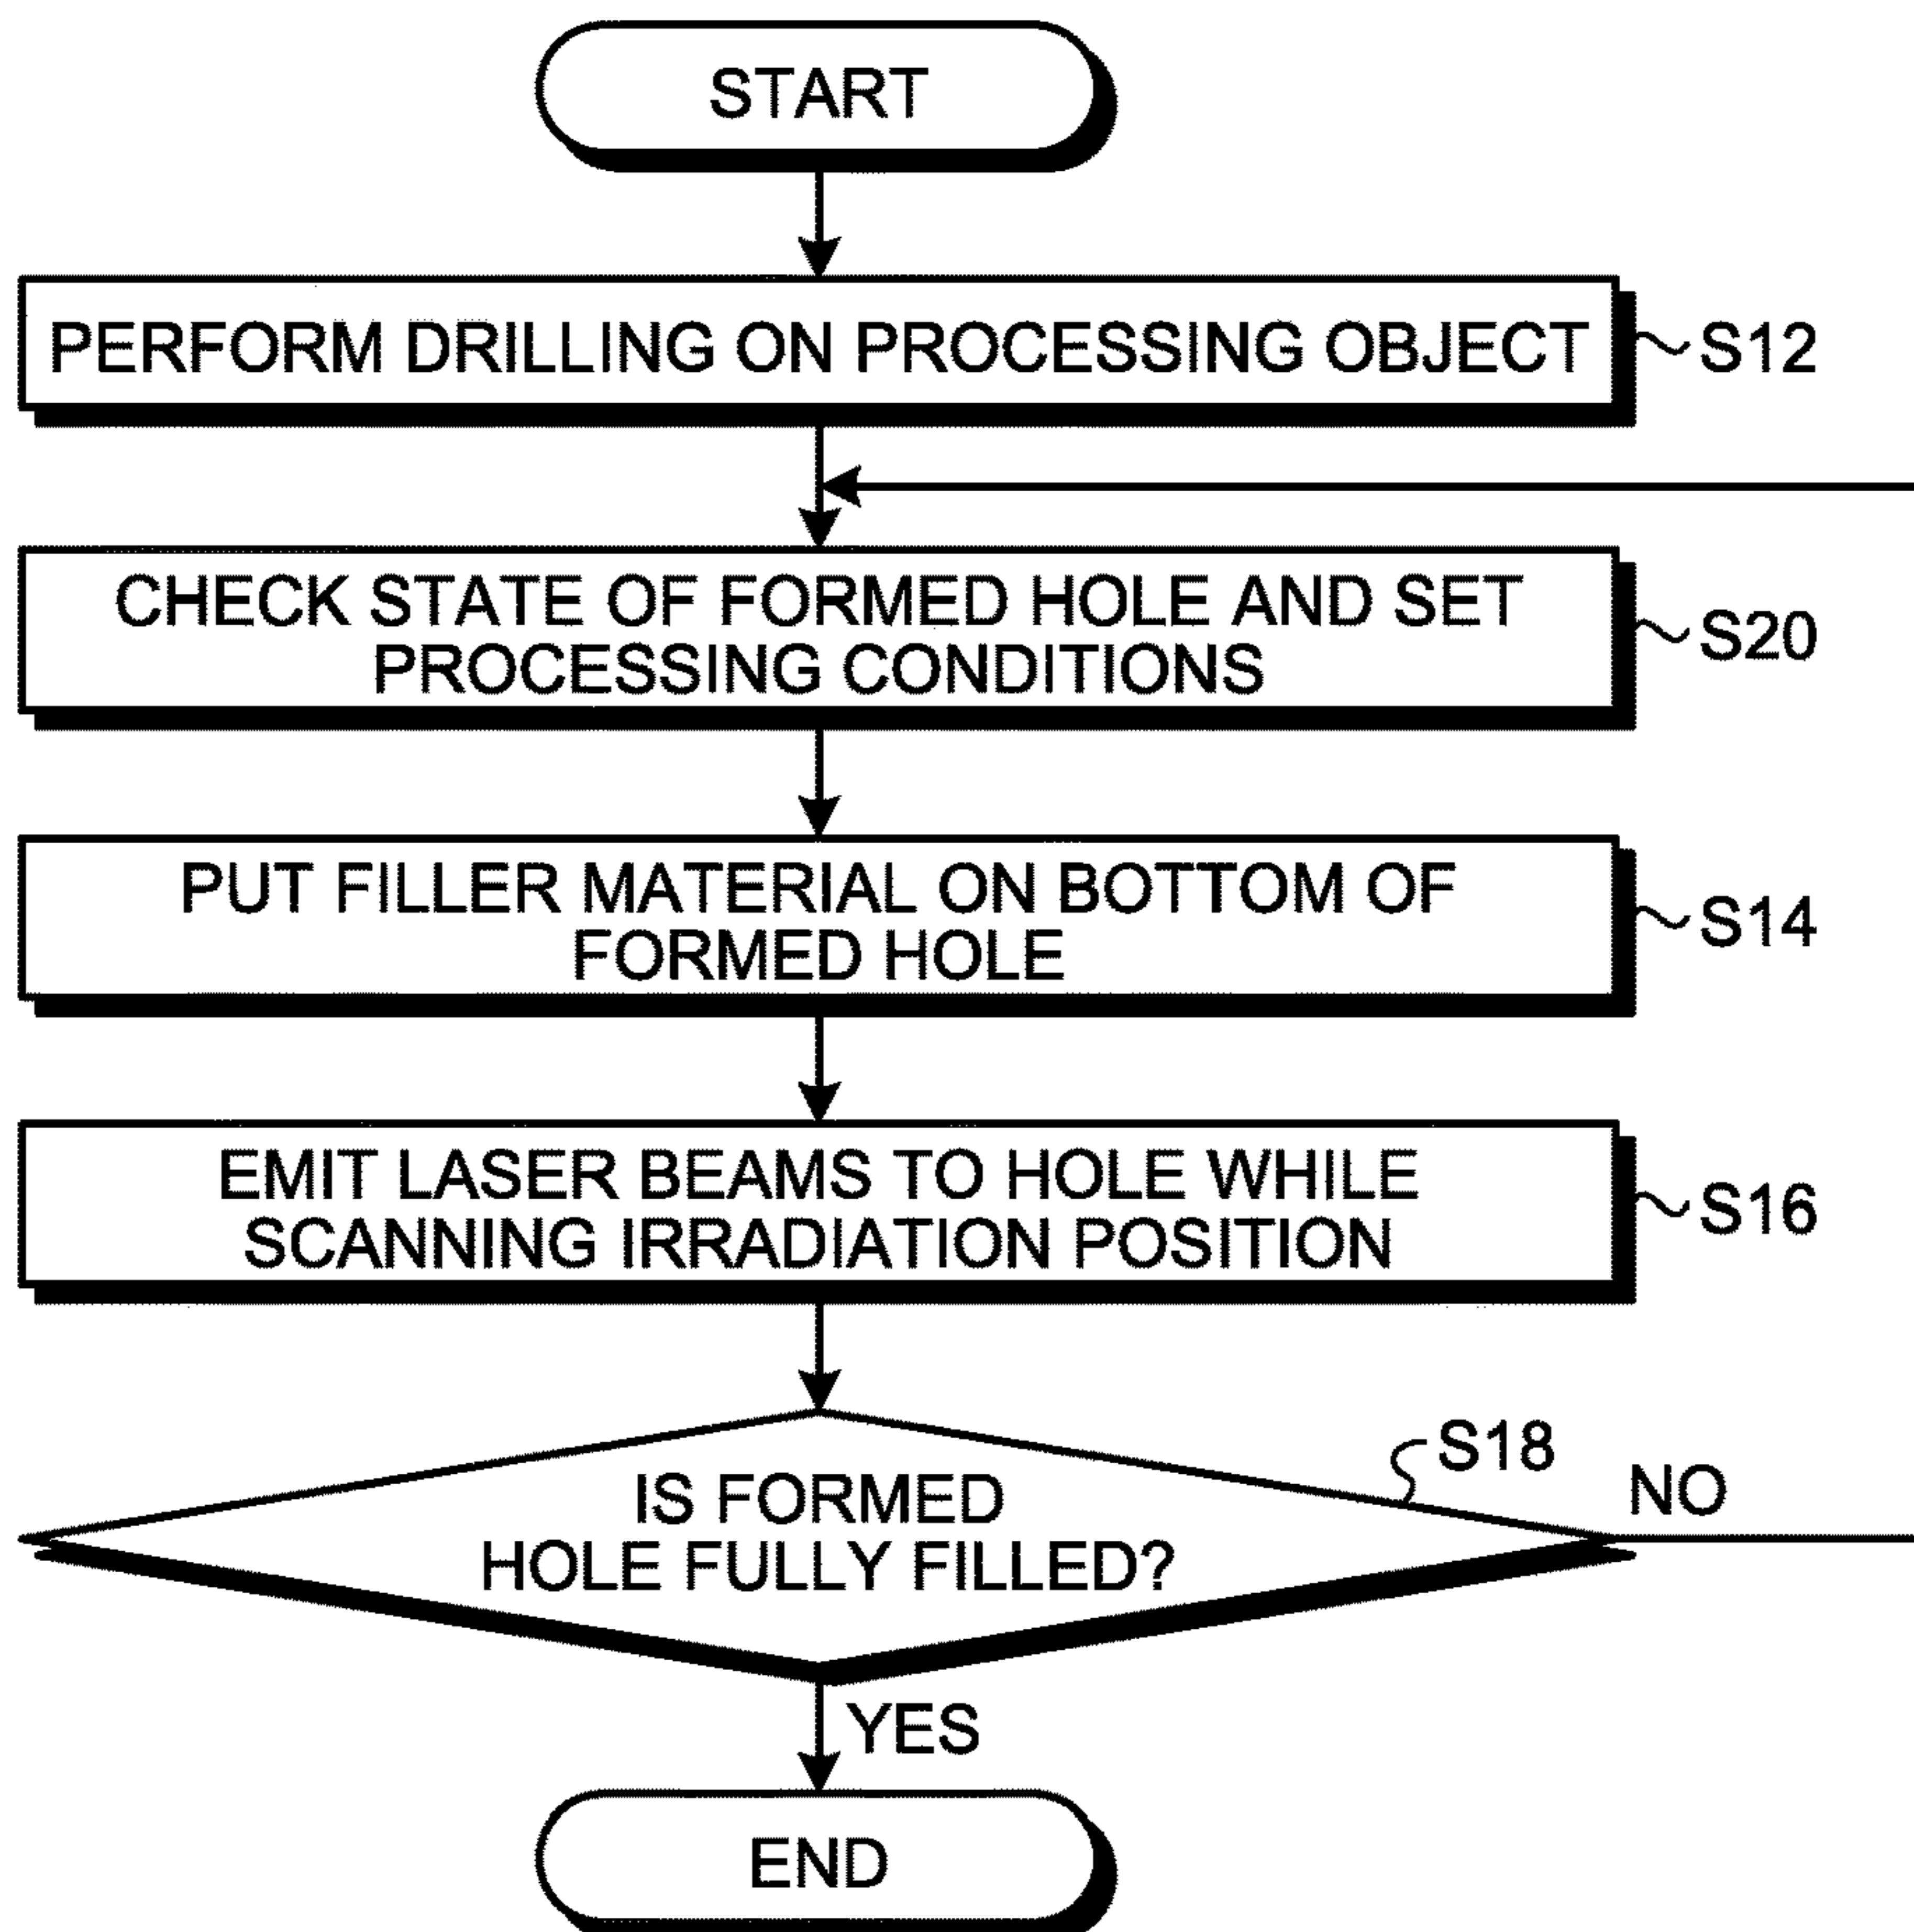 START
PERFORM DRILLING ON PROCESSING OBJECT
S12
CHECK STATE OF FORMED HOLE AND SET
PROCESSING CONDITIONS
S20
PUT FILLER MATERIAL ON BOTTOM OF
FORMED HOLE
S14
EMIT LASER BEAMS TO HOLE WHILE
SCANNING IRRADIATION POSITION
S16
S18
IS FORMED
HOLE FULLY FILLED?
NO
YES
END